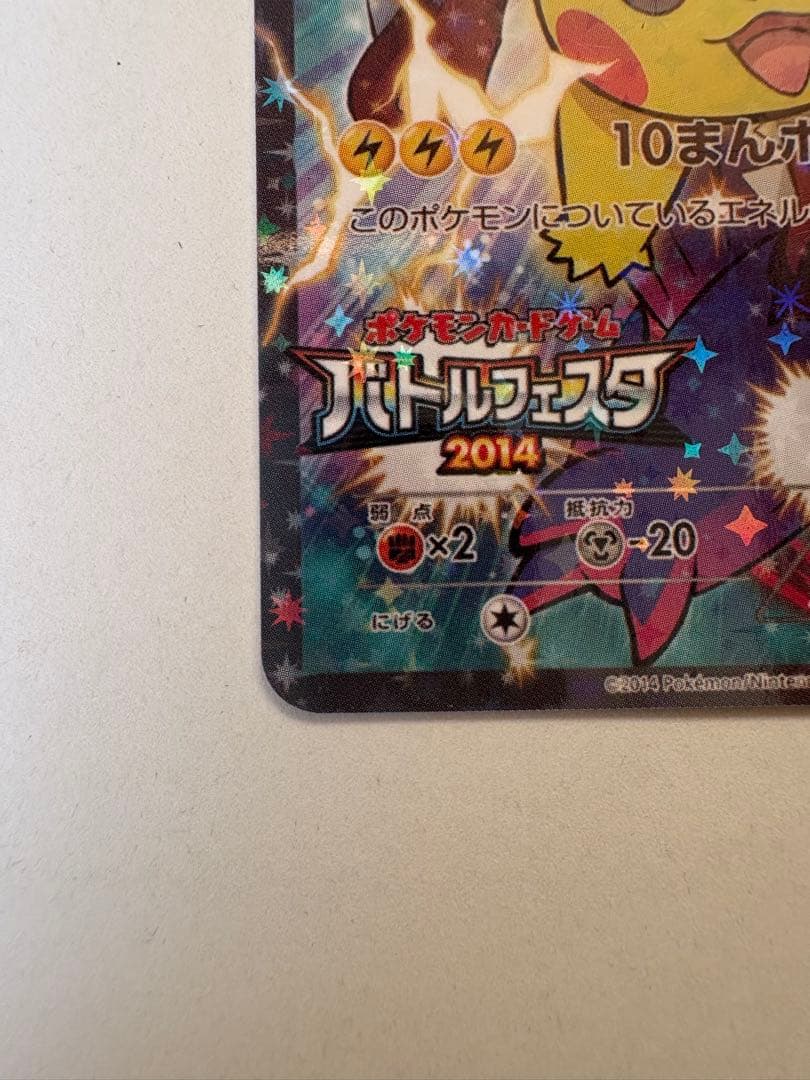 10まんボ
このポケモンについているエネル
ポケモンカードゲーム
バトルフェスタ
2014
弱点 抵抗力
×2 -20
にげる
©2014 Pokémon/Ninten